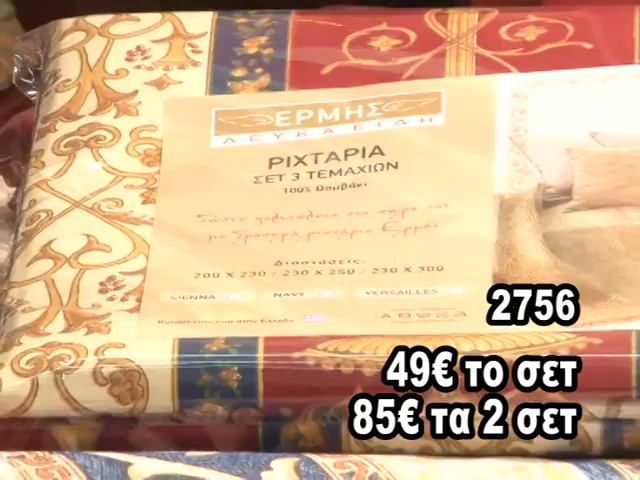 ΕΡΜΗΣ
ΛΕΥΚΑ ΕΙΔΗ
ΡΙΧΤΑΡΙΑ
ΣΕΤ 3 ΤΕΜΑΧΙΩΝ
100% Βαμβάκι
Διαστάσεις:
200 X 230 / 230 X 250 / 230 X 300
SIENNA NAVY VERSAILLES
2756
49€ το σετ
85€ τα 2 σετ